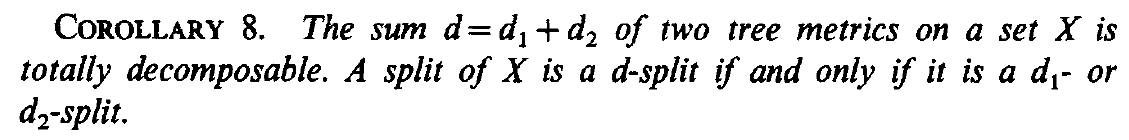 COROLLARY 8. The sum d=d₁+d₂ of two tree metrics on a set X is
totally decomposable. A split of X is a d-split if and only if it is a d₁- or
d₂-split.